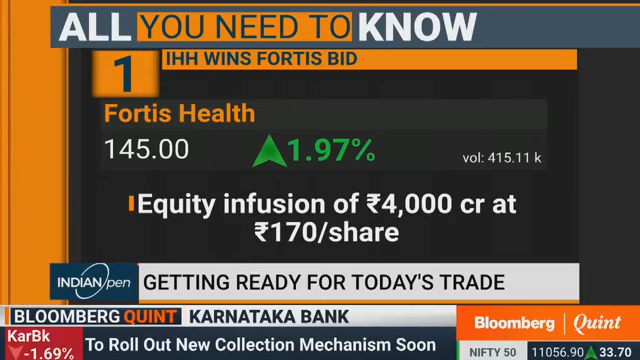 ALL YOU NEED TO KNOW
1
IHH WINS FORTIS BID
Fortis Health
145.00 ▲1.97% vol: 415.11 k
Equity infusion of ₹4,000 cr at
₹170/share
INDIAN/pen GETTING READY FOR TODAY'S TRADE
BLOOMBERG QUINT KARNATAKA BANK
KarBk
▼-1.69%
To Roll Out New Collection Mechanism Soon
Bloomberg | Quint
NIFTY 50 11056.90 ▲33.70